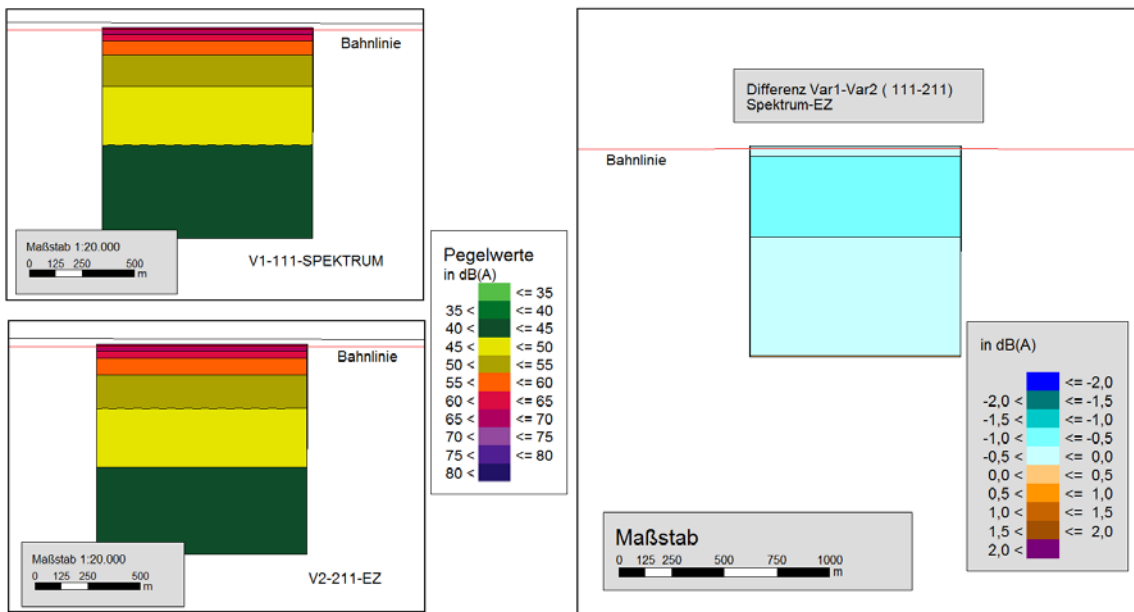 Bahnlinie
Maßstab 1:20.000
0 125 250 500
m
V1-111-SPEKTRUM
Bahnlinie
Maßstab 1:20.000
0 125 250 500
m
V2-211-EZ
Pegelwerte
in dB(A)
<= 35
35 < <= 40
40 < <= 45
45 < <= 50
50 < <= 55
55 < <= 60
60 < <= 65
65 < <= 70
70 < <= 75
75 < <= 80
80 <
Differenz Var1-Var2 ( 111-211)
Spektrum-EZ
Bahnlinie
Maßstab
0 125 250 500 750 1000
m
in dB(A)
<= -2,0
-2,0 < <= -1,5
-1,5 < <= -1,0
-1,0 < <= -0,5
-0,5 < <= 0,0
0,0 < <= 0,5
0,5 < <= 1,0
1,0 < <= 1,5
1,5 < <= 2,0
2,0 <